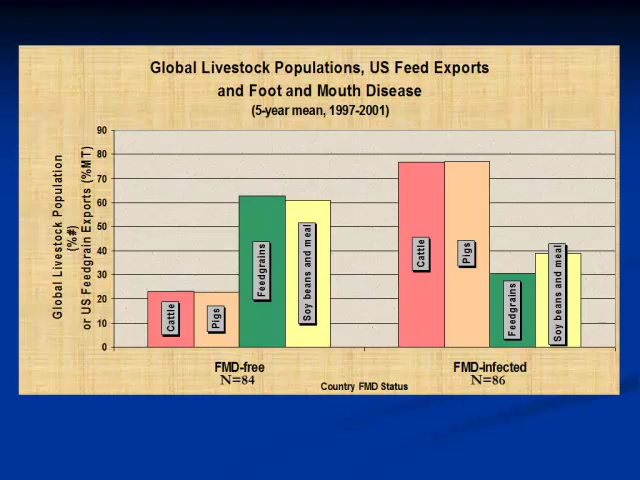 Global Livestock Populations, US Feed Exports
and Foot and Mouth Disease
(5-year mean, 1997-2001)
Global Livestock Population
(%#)
or US Feedgrain Exports (%MT)
90
80
70
60
50
40
30
20
10
0
Cattle
Pigs
Feedgrains
Soy beans and meal
Cattle
Pigs
Feedgrains
Soy beans and meal
FMD-free
N=84
FMD-infected
N=86
Country FMD Status